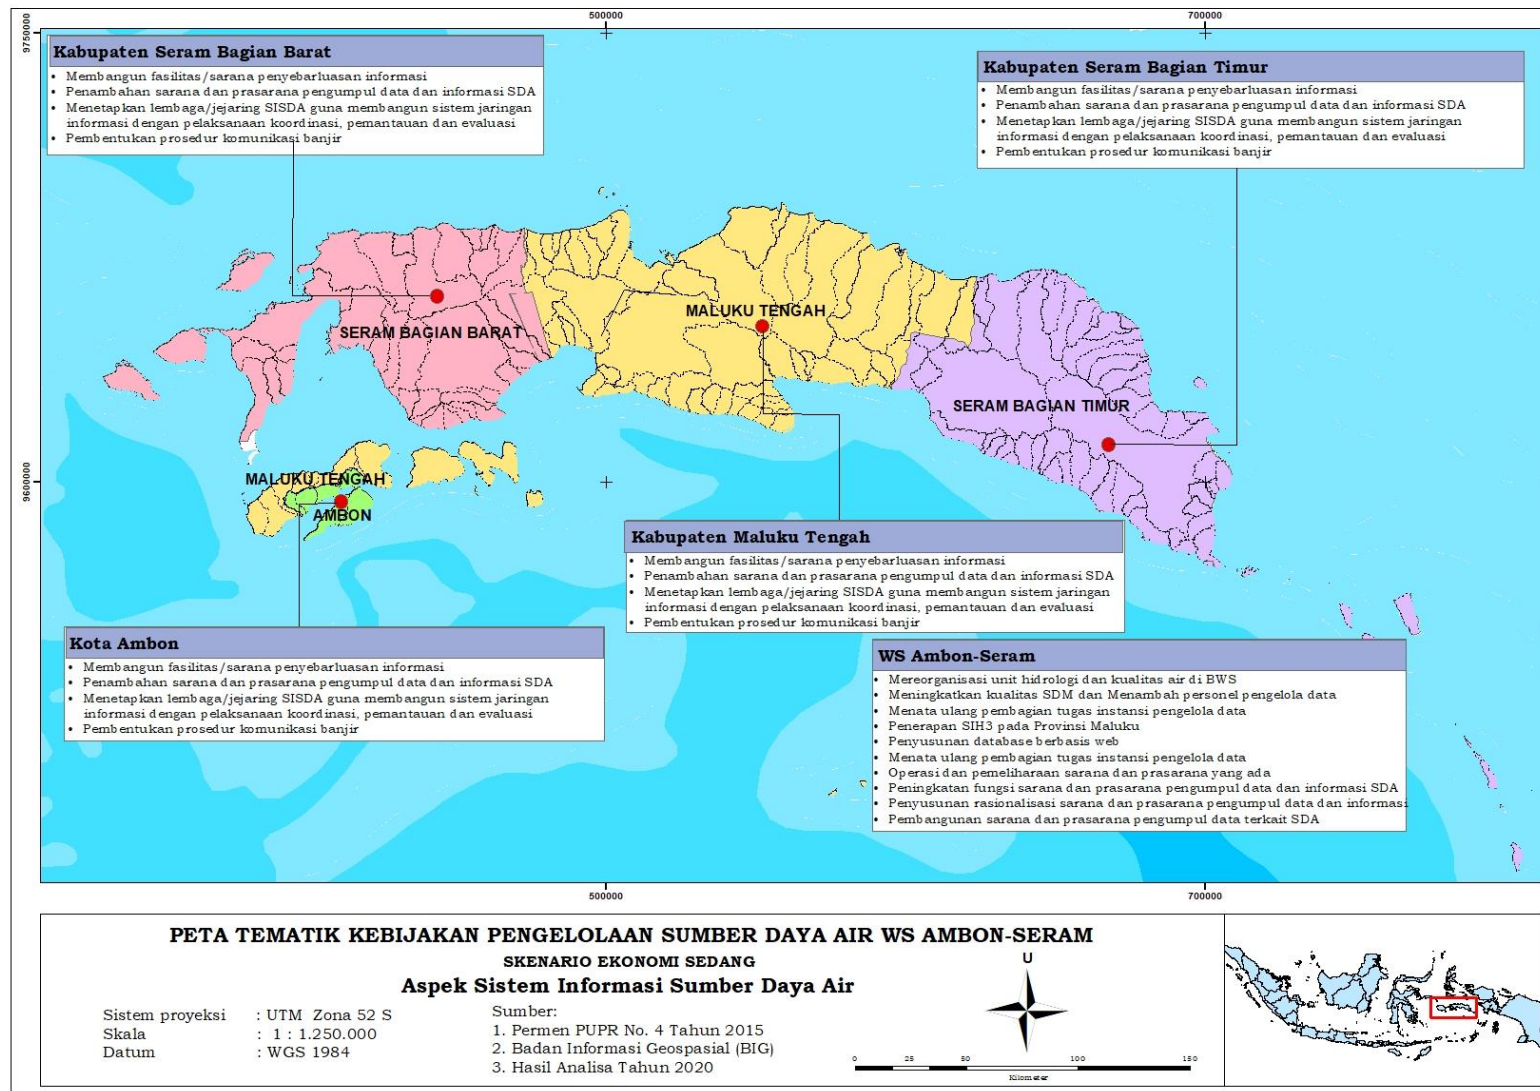 500000
700000
9750000
Kabupaten Seram Bagian Barat
• Membangun fasilitas/sarana penyebarluasan informasi
• Penambahan sarana dan prasarana pengumpul data dan informasi SDA
• Menetapkan lembaga/jejaring SISDA guna membangun sistem jaringan
informasi dengan pelaksanaan koordinasi, pemantauan dan evaluasi
• Pembentukan prosedur komunikasi banjir
Kabupaten Seram Bagian Timur
• Membangun fasilitas/sarana penyebarluasan informasi
• Penambahan sarana dan prasarana pengumpul data dan informasi SDA
• Menetapkan lembaga/jejaring SISDA guna membangun sistem jaringan
informasi dengan pelaksanaan koordinasi, pemantauan dan evaluasi
• Pembentukan prosedur komunikasi banjir
MALUKU TENGAH
SERAM BAGIAN BARAT
SERAM BAGIAN TIMUR
9600000
MALUKU TENGAH
AMBON
Kabupaten Maluku Tengah
• Membangun fasilitas/sarana penyebarluasan informasi
• Penambahan sarana dan prasarana pengumpul data dan informasi SDA
• Menetapkan lembaga/jejaring SISDA guna membangun sistem jaringan
informasi dengan pelaksanaan koordinasi, pemantauan dan evaluasi
• Pembentukan prosedur komunikasi banjir
Kota Ambon
• Membangun fasilitas/sarana penyebarluasan informasi
• Penambahan sarana dan prasarana pengumpul data dan informasi SDA
• Menetapkan lembaga/jejaring SISDA guna membangun sistem jaringan
informasi dengan pelaksanaan koordinasi, pemantauan dan evaluasi
• Pembentukan prosedur komunikasi banjir
WS Ambon-Seram
• Mereorganisasi unit hidrologi dan kualitas air di BWS
• Meningkatkan kualitas SDM dan Menambah personel pengelola data
• Menata ulang pembagian tugas instansi pengelola data
• Penerapan SIH3 pada Provinsi Maluku
• Penyusunan database berbasis web
• Menata ulang pembagian tugas instansi pengelola data
• Operasi dan pemeliharaan sarana dan prasarana yang ada
• Peningkatan fungsi sarana dan prasarana pengumpul data dan informasi SDA
• Penyusunan rasionalisasi sarana dan prasarana pengumpul data dan informasi
• Pembangunan sarana dan prasarana pengumpul data terkait SDA
500000
700000
PETA TEMATIK KEBIJAKAN PENGELOLAAN SUMBER DAYA AIR WS AMBON-SERAM
SKENARIO EKONOMI SEDANG
Aspek Sistem Informasi Sumber Daya Air
Sistem proyeksi : UTM Zona 52 S
Skala : 1 : 1.250.000
Datum : WGS 1984
Sumber:
1. Permen PUPR No. 4 Tahun 2015
2. Badan Informasi Geospasial (BIG)
3. Hasil Analisa Tahun 2020
U
0 25 50 100 150
Kilometer